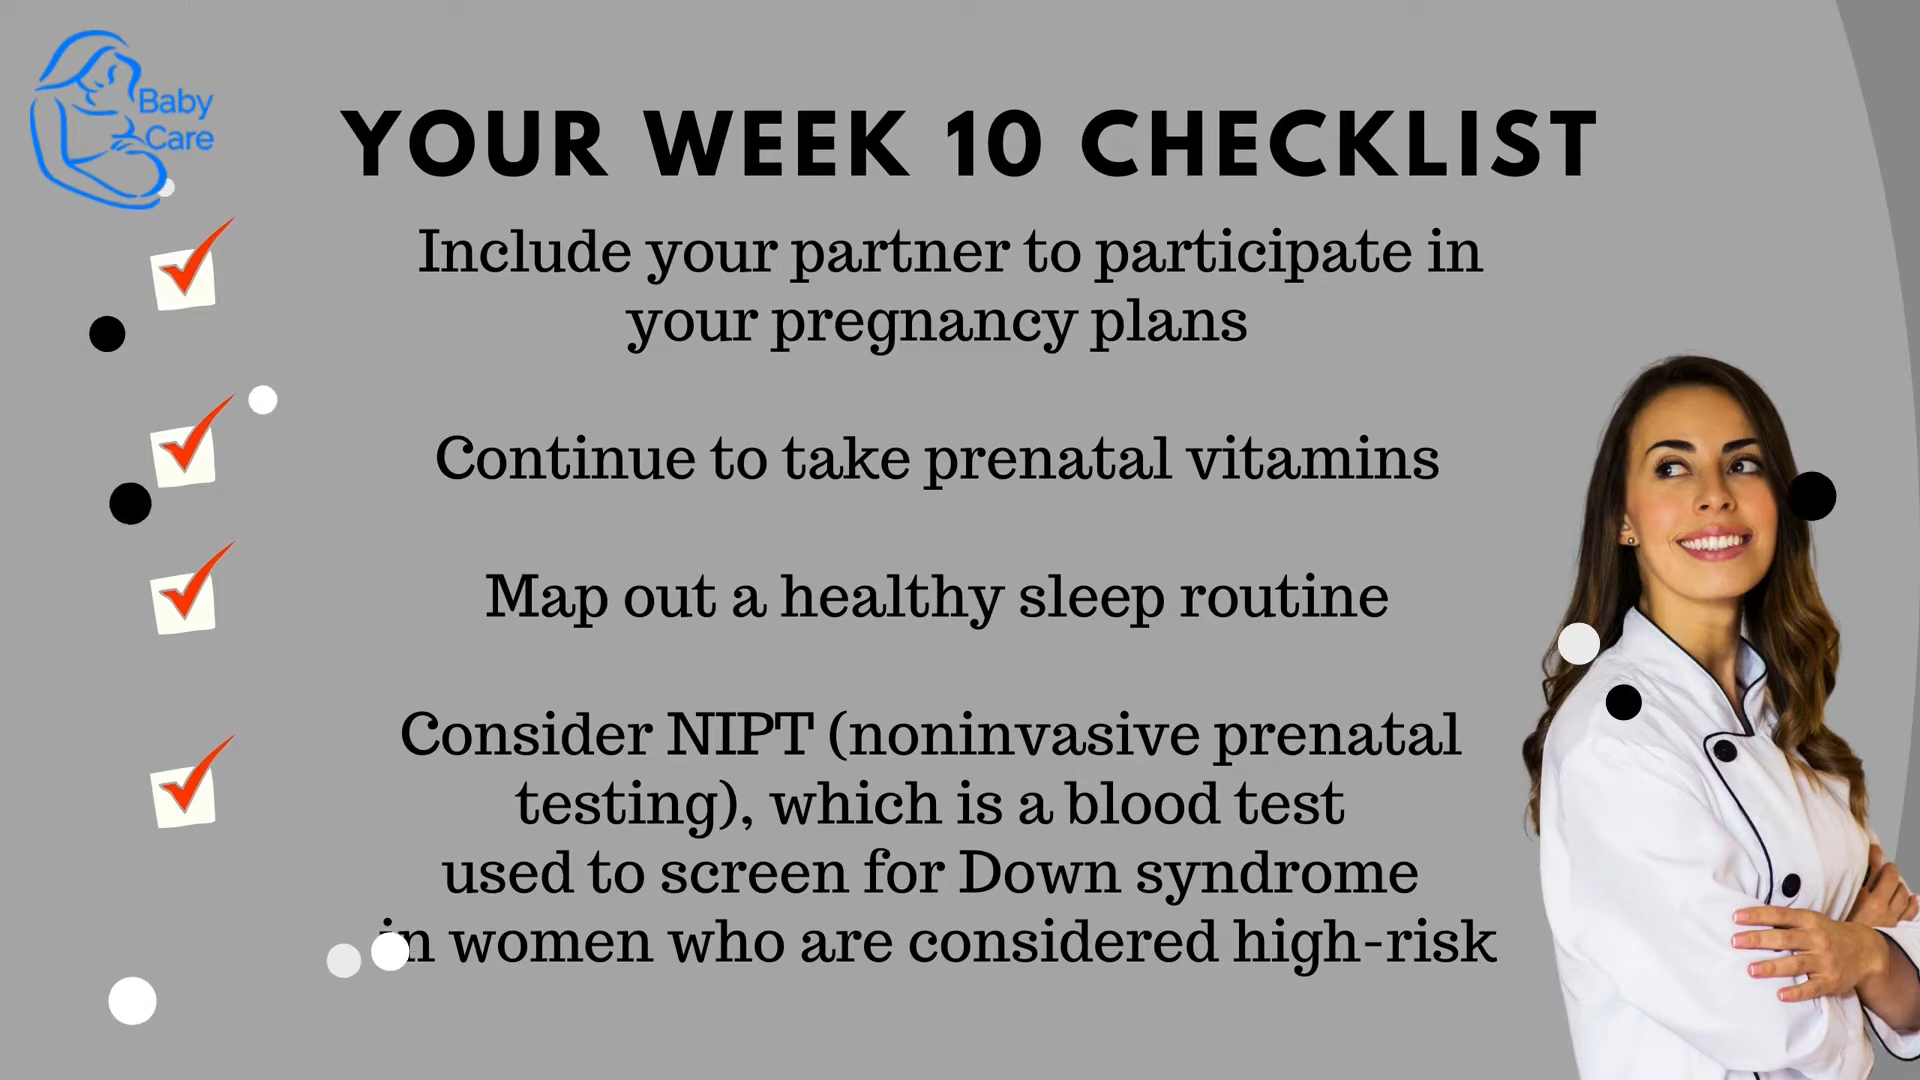 Baby
Care
YOUR WEEK 10 CHECKLIST
Include your partner to participate in
your pregnancy plans
Continue to take prenatal vitamins
Map out a healthy sleep routine
Consider NIPT (noninvasive prenatal
testing), which is a blood test
used to screen for Down syndrome
in women who are considered high-risk